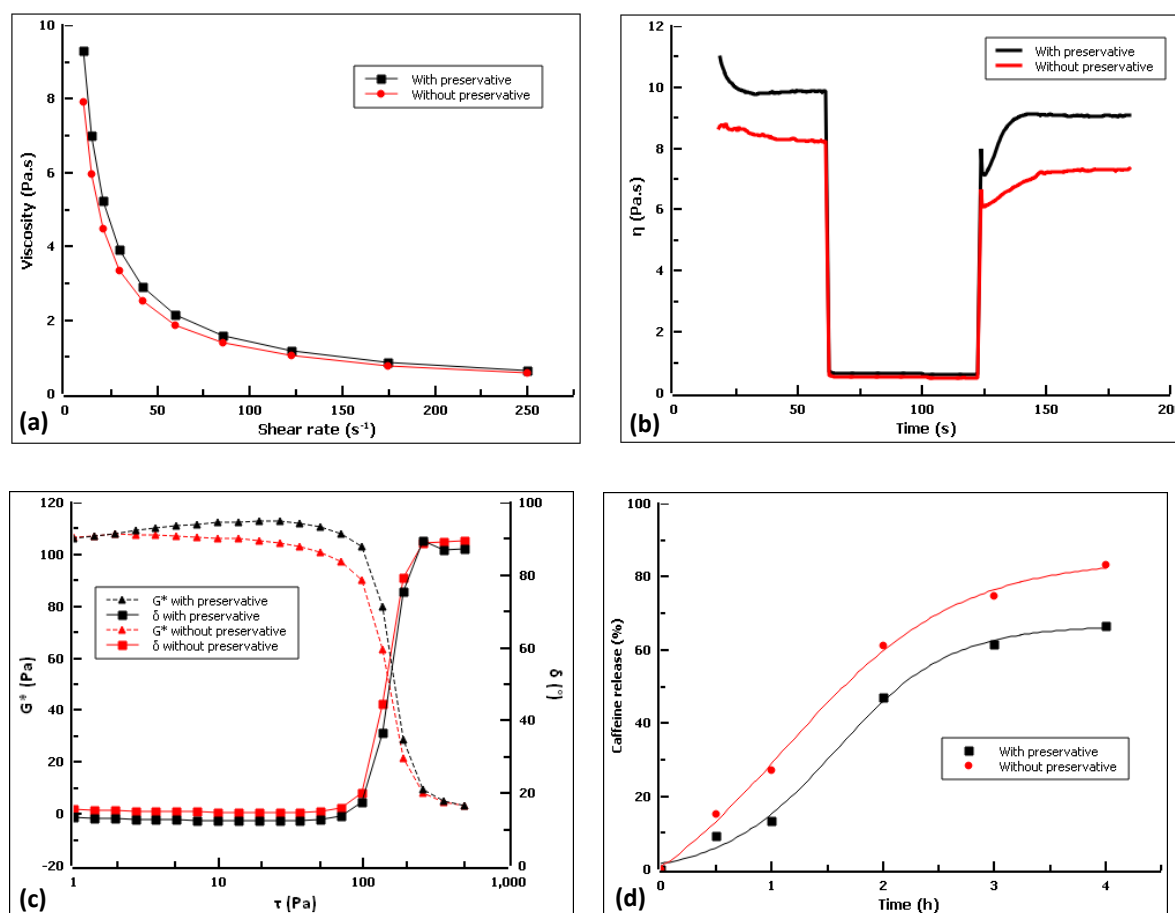 10
8
6
4
2
0
Viscosity (Pa.s)
With preservative
Without preservative
0 50 100 150 200 250
Shear rate (s⁻¹)
(a)
12
10
8
6
4
2
0
η (Pa.s)
With preservative
Without preservative
0 50 100 150 20
Time (s)
(b)
120
100
80
60
40
20
0
-20
G* (Pa)
G* with preservative
δ with preservative
G* without preservative
δ without preservative
100
80
60
40
20
0
δ (°)
1 10 100 1,000
τ (Pa)
(c)
100
80
60
40
20
0
Caffeine release (%)
With preservative
Without preservative
0 1 2 3 4
Time (h)
(d)